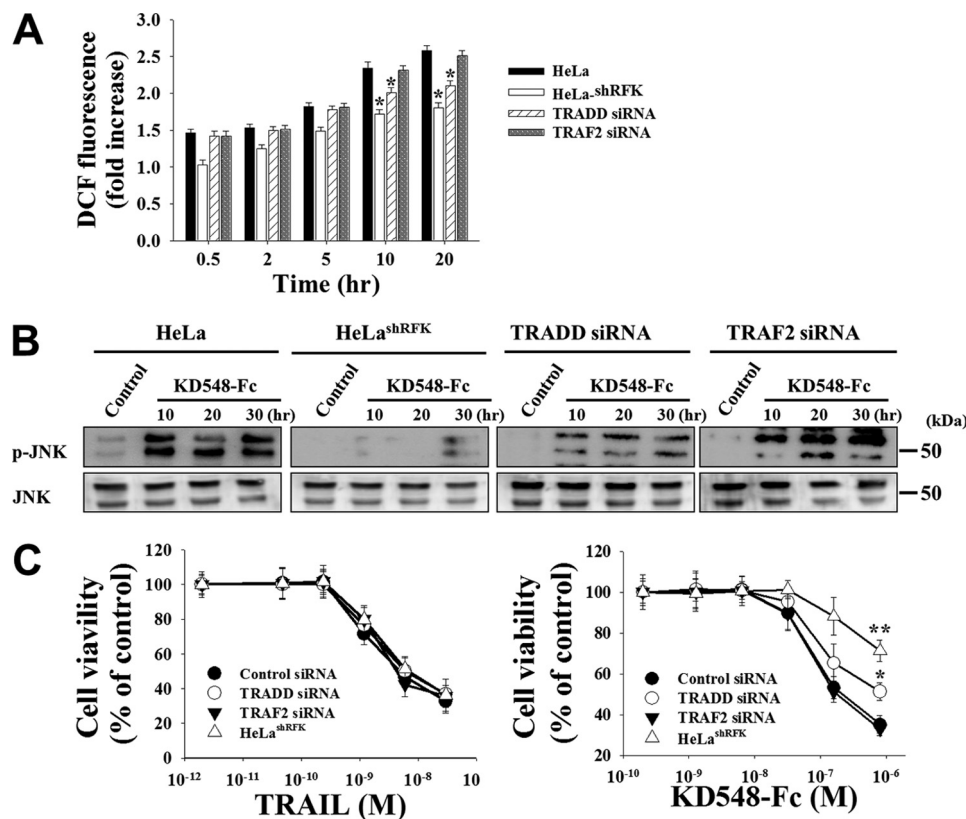 A
DCF fluorescence
(fold increase)
3.0
2.5
2.0
1.5
1.0
0.5
0.0
* * * *
0.5 2 5 10 20
Time (hr)
HeLa
HeLa-shRFK
TRADD siRNA
TRAF2 siRNA
B
HeLa HeLashRFK TRADD siRNA TRAF2 siRNA
Control KD548-Fc Control KD548-Fc Control KD548-Fc Control KD548-Fc
10 20 30 (hr) 10 20 30 (hr) 10 20 30 (hr) 10 20 30 (hr)
(kDa)
p-JNK 50
JNK 50
C
Cell viavility
(% of control)
120
100
80
60
40
20
0
Control siRNA
TRADD siRNA
TRAF2 siRNA
HeLashRFK
10-12 10-11 10-10 10-9 10-8 10
TRAIL (M)
Cell viability
(% of control)
120
100
80
60
40
20
**
*
Control siRNA
TRADD siRNA
TRAF2 siRNA
HeLashRFK
10-10 10-9 10-8 10-7 10-6
KD548-Fc (M)